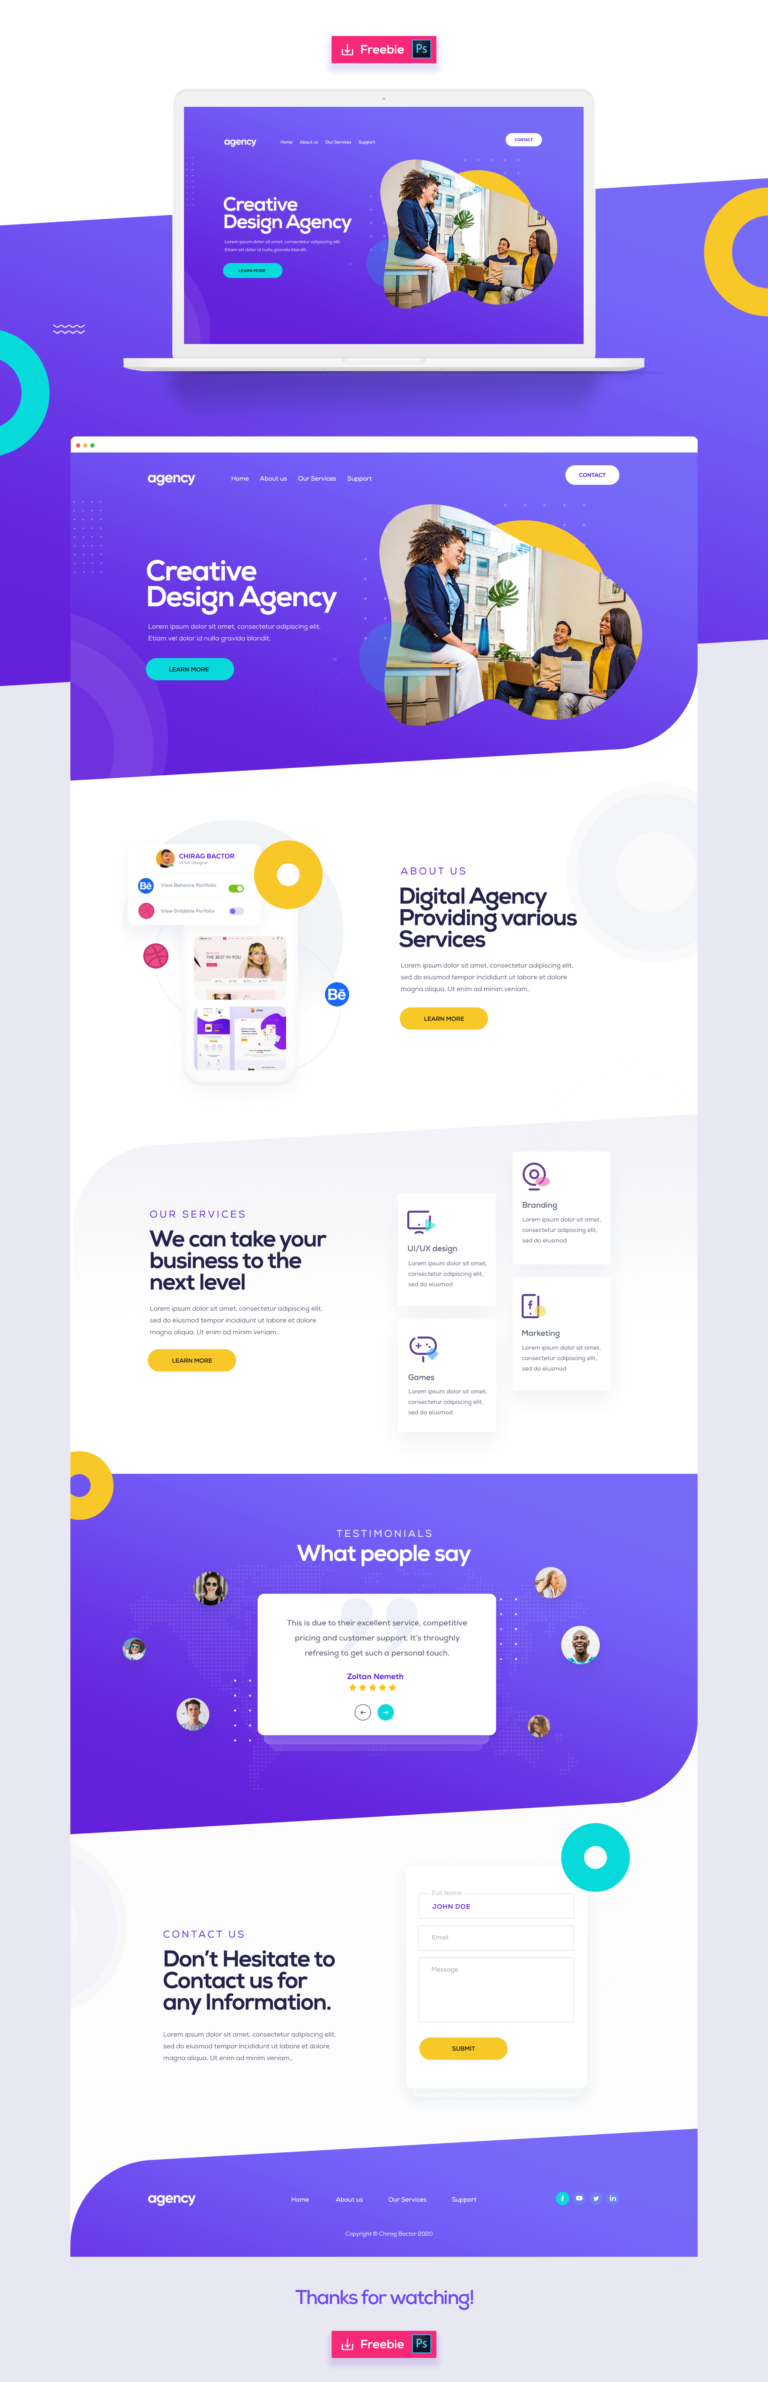 Freebie Ps
agency Home About us Our Services Support CONTACT
Creative
Design Agency
Lorem ipsum dolor sit amet, consectetur adipiscing elit.
Etiam vel dolor id nulla gravida blandit.
LEARN MORE
agency Home About us Our Services Support CONTACT
Creative
Design Agency
Lorem ipsum dolor sit amet, consectetur adipiscing elit.
Etiam vel dolor id nulla gravida blandit.
LEARN MORE
CHIRAG BACTOR
UI/UX Designer
Bē View Behance Portfolio
View Dribbble Portfolio
THE BEST IN YOU
Bē
ABOUT US
Digital Agency
Providing various
Services
Lorem ipsum dolor sit amet, consectetur adipiscing elit,
sed do eiusmod tempor incididunt ut labore et dolore
magna aliqua. Ut enim ad minim veniam,.
LEARN MORE
OUR SERVICES
We can take your
business to the
next level
Lorem ipsum dolor sit amet, consectetur adipiscing elit,
sed do eiusmod tempor incididunt ut labore et dolore
magna aliqua. Ut enim ad minim veniam,.
LEARN MORE
UI/UX design
Lorem ipsum dolor sit amet,
consectetur adipiscing elit,
sed do eiusmod
Games
Lorem ipsum dolor sit amet,
consectetur adipiscing elit,
sed do eiusmod
Branding
Lorem ipsum dolor sit amet,
consectetur adipiscing elit,
sed do eiusmod
Marketing
Lorem ipsum dolor sit amet,
consectetur adipiscing elit,
sed do eiusmod
TESTIMONIALS
What people say
This is due to their excellent service, competitive
pricing and customer support. It's throughly
refresing to get such a personal touch.
Zoltan Nemeth
CONTACT US
Don't Hesitate to
Contact us for
any Information.
Lorem ipsum dolor sit amet, consectetur adipiscing elit,
sed do eiusmod tempor incididunt ut labore et dolore
magna aliqua. Ut enim ad minim veniam,.
Full Name
JOHN DOE
Email
Message
SUBMIT
agency Home About us Our Services Support
Copyright © Chirag Bactor 2020
Thanks for watching!
Freebie Ps